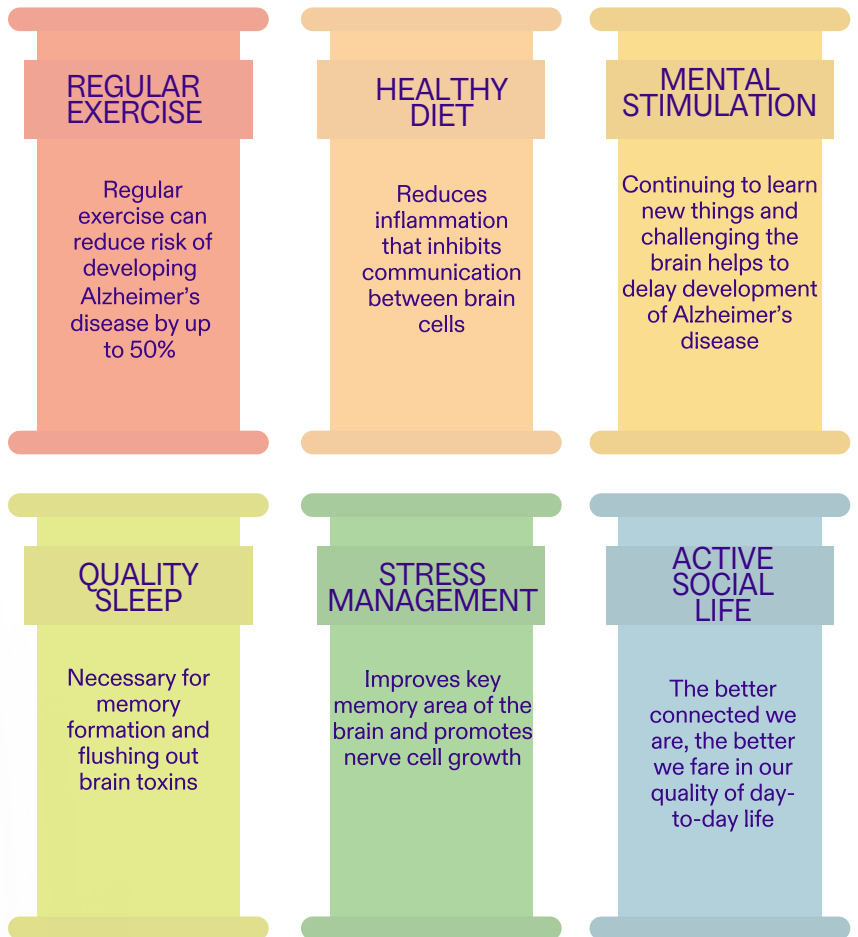 REGULAR
EXERCISE
Regular
exercise can
reduce risk of
developing
Alzheimer's
disease by up
to 50%
HEALTHY
DIET
Reduces
inflammation
that inhibits
communication
between brain
cells
MENTAL
STIMULATION
Continuing to learn
new things and
challenging the
brain helps to
delay development
of Alzheimer's
disease
QUALITY
SLEEP
Necessary for
memory
formation and
flushing out
brain toxins
STRESS
MANAGEMENT
Improves key
memory area of the
brain and promotes
nerve cell growth
ACTIVE
SOCIAL
LIFE
The better
connected we
are, the better
we fare in our
quality of day-
to-day life